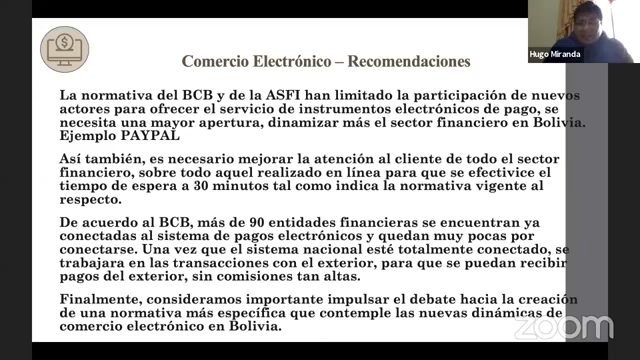 Hugo Miranda
Comercio Electrónico – Recomendaciones
La normativa del BCB y de la ASFI han limitado la participación de nuevos
actores para ofrecer el servicio de instrumentos electrónicos de pago, se
necesita una mayor apertura, dinamizar más el sector financiero en Bolivia.
Ejemplo PAYPAL
Así también, es necesario mejorar la atención al cliente de todo el sector
financiero, sobre todo aquel realizado en línea para que se efectivice el
tiempo de espera a 30 minutos tal como indica la normativa vigente al
respecto.
De acuerdo al BCB, más de 90 entidades financieras se encuentran ya
conectadas al sistema de pagos electrónicos y quedan muy pocas por
conectarse. Una vez que el sistema nacional esté totalmente conectado, se
trabajara en las transacciones con el exterior, para que se puedan recibir
pagos del exterior, sin comisiones tan altas.
Finalmente, consideramos importante impulsar el debate hacia la creación
de una normativa más específica que contemple las nuevas dinámicas de
comercio electrónico en Bolivia.
zoom